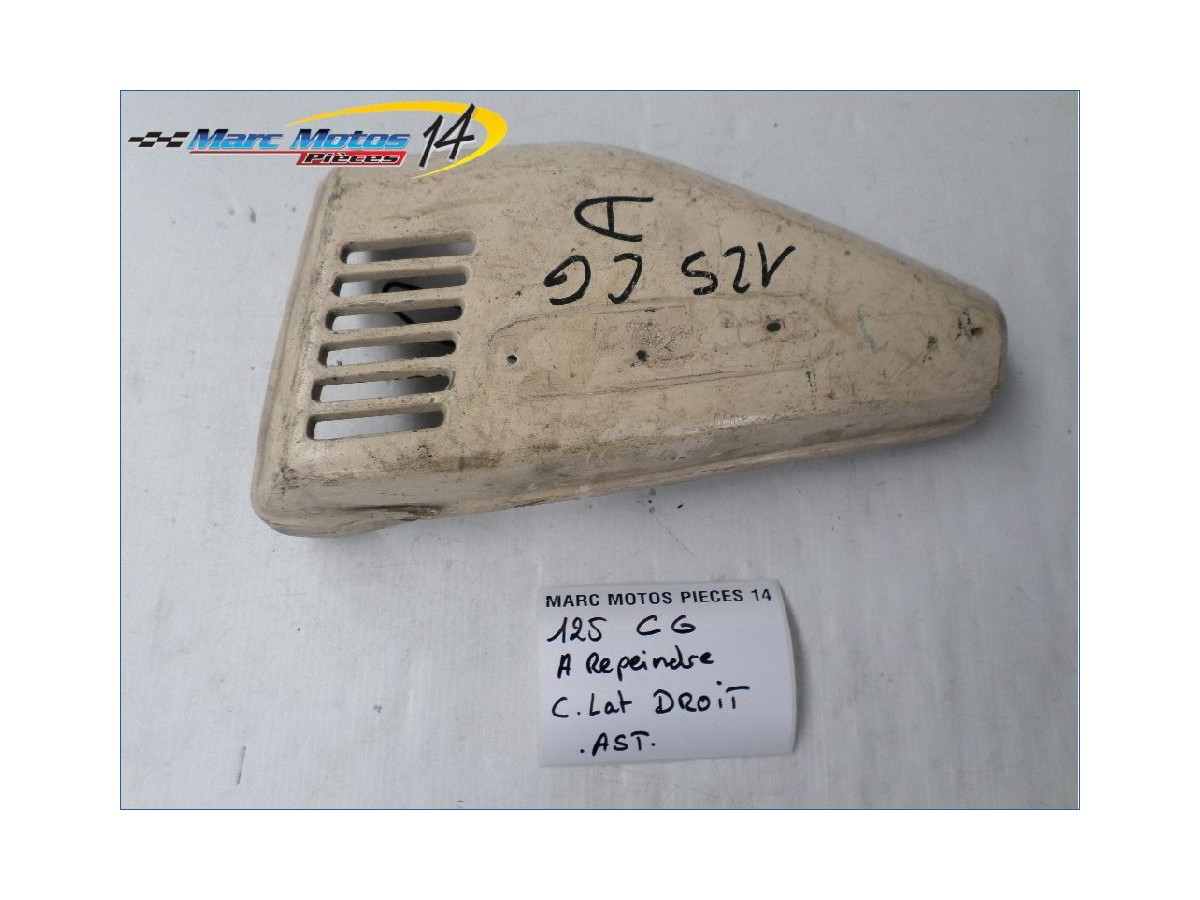 Marc Motos 14
Pièces
A
125 CG
MARC MOTOS PIECES 14
125 CG
A Repeindre
C. Lat DROiT
. AST.